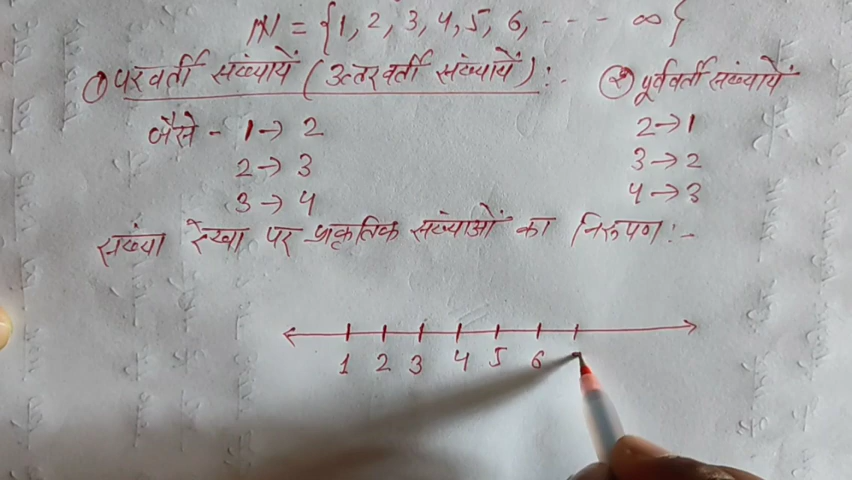 N = {1, 2, 3, 4, 5, 6, - - - - ∞}
① परवर्ती संख्यायें (उत्तरवर्ती संख्यायें) :-
जैसे - 1 → 2
2 → 3
3 → 4
② पूर्ववर्ती संख्यायें
2 → 1
3 → 2
4 → 3
संख्या रेखा पर प्राकृतिक संख्याओं का निरूपण :-
1 2 3 4 5 6